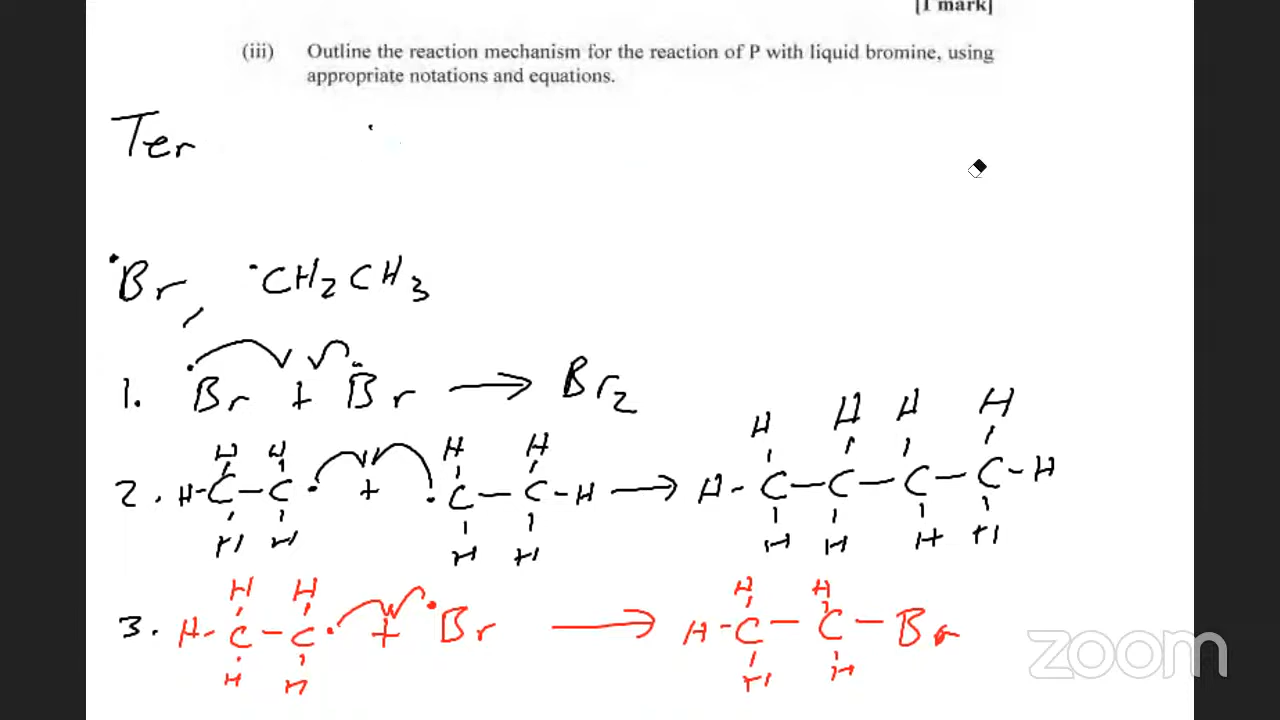 [1 mark]
(iii) Outline the reaction mechanism for the reaction of P with liquid bromine, using
appropriate notations and equations.
Ter
•Br, •CH2CH3
1. •Br + •Br → Br2
H H H H H H H H
2. H-C-C• + •C-C-H → H-C-C-C-C-H
H H H H H H H H
H H H H
3. H-C-C• + •Br → H-C-C-Br
H H H H
zoom